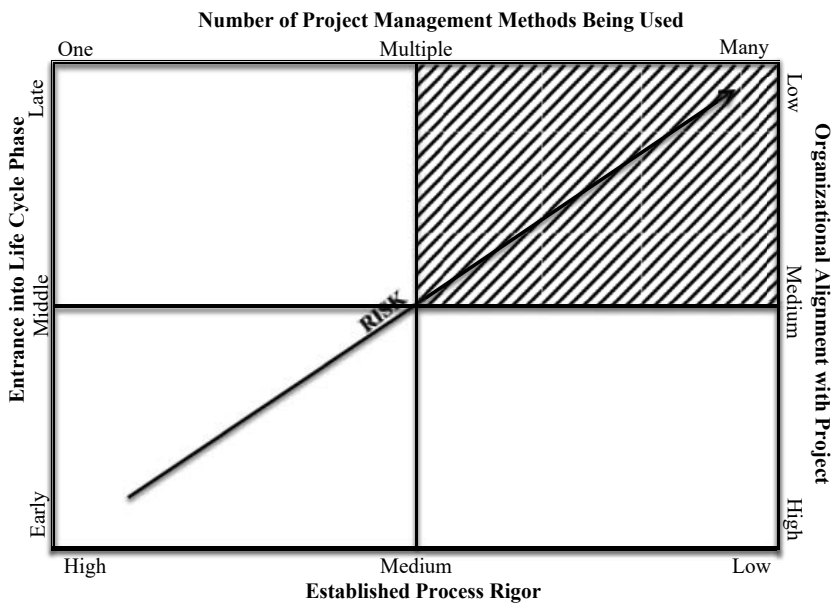 Number of Project Management Methods Being Used
One Multiple Many
Late
Low
Entrance into Life Cycle Phase
Organizational Alignment with Project
Middle
Medium
RISK
Early
High
High Medium Low
Established Process Rigor